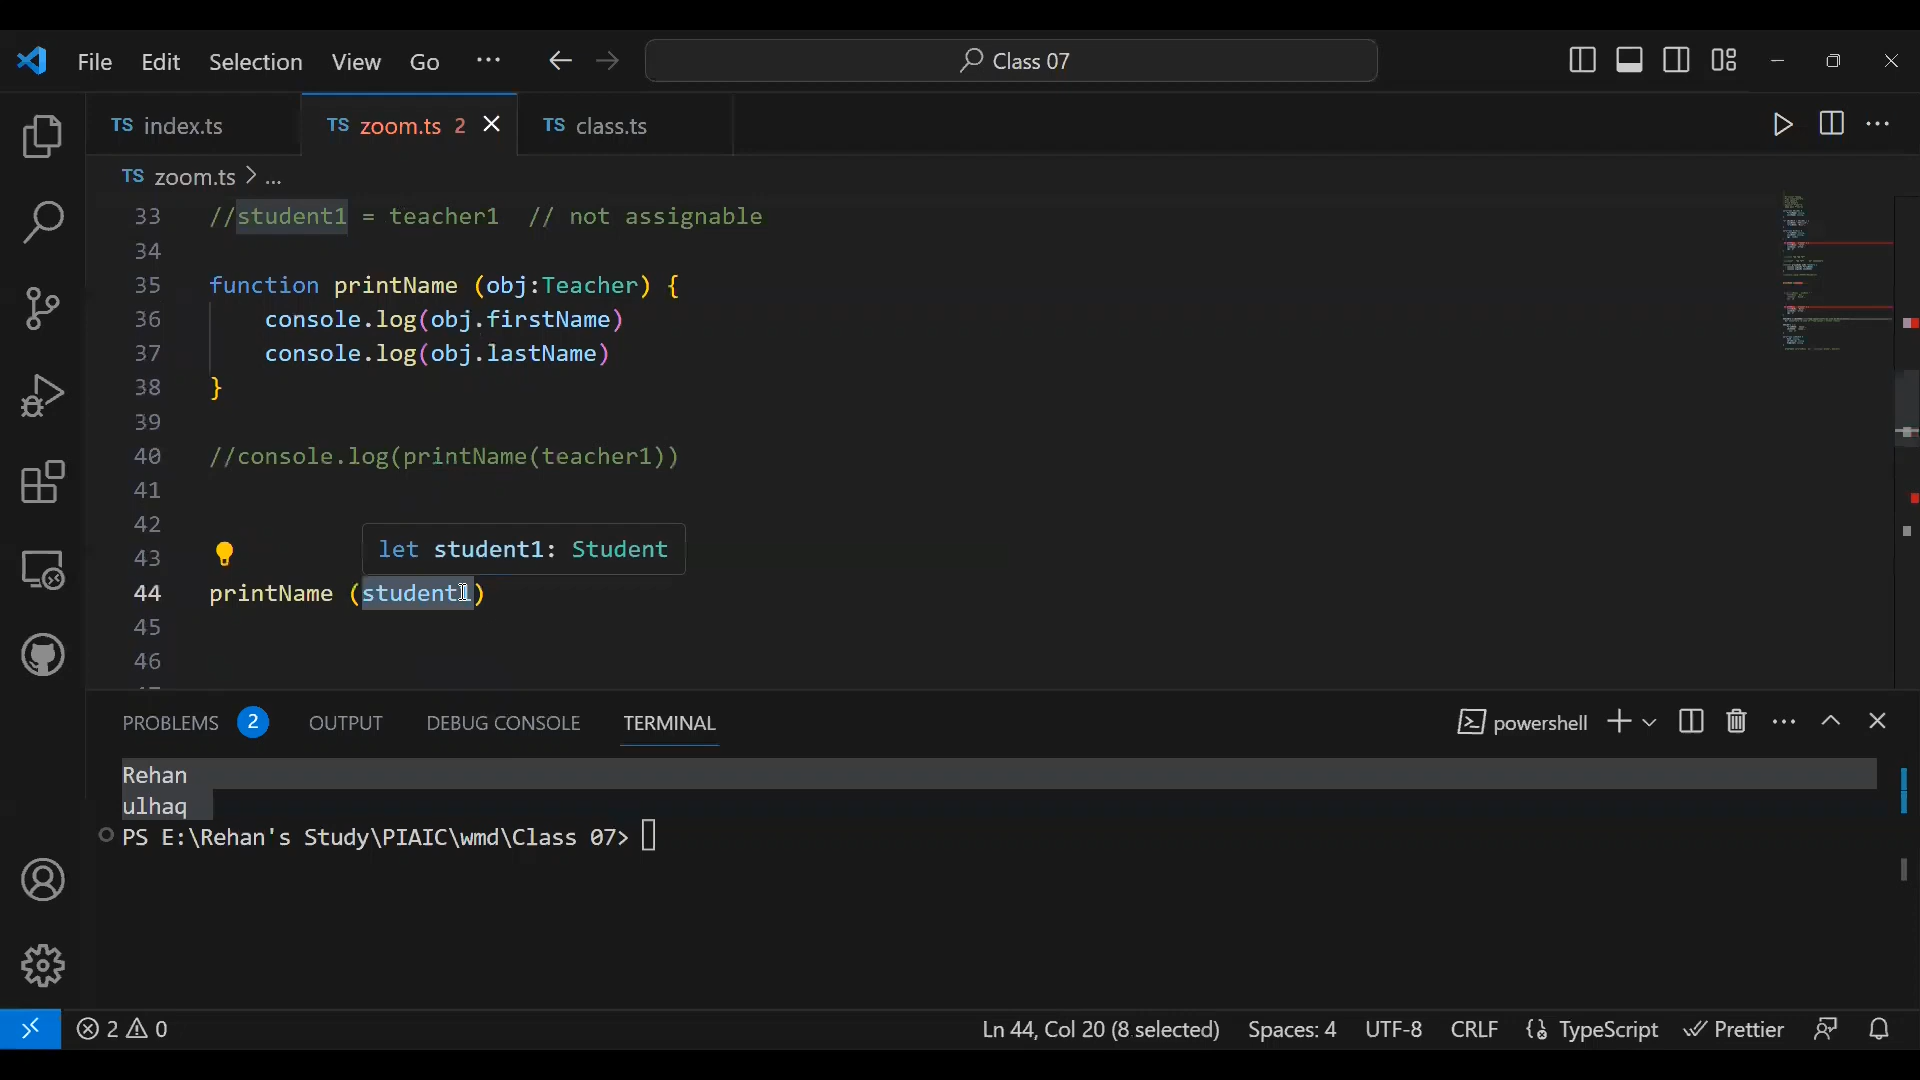 File Edit Selection View Go ··· Class 07
TS index.ts TS zoom.ts 2 TS class.ts
TS zoom.ts > ...
33 //student1 = teacher1 // not assignable
34
35 function printName (obj:Teacher) {
36 console.log(obj.firstName)
37 console.log(obj.lastName)
38 }
39
40 //console.log(printName(teacher1))
41
42
43 let student1: Student
44 printName (student1)
45
46
PROBLEMS 2 OUTPUT DEBUG CONSOLE TERMINAL powershell
Rehan
ulhaq
PS E:\Rehan's Study\PIAIC\wmd\Class 07>
2 0 Ln 44, Col 20 (8 selected) Spaces: 4 UTF-8 CRLF {} TypeScript Prettier